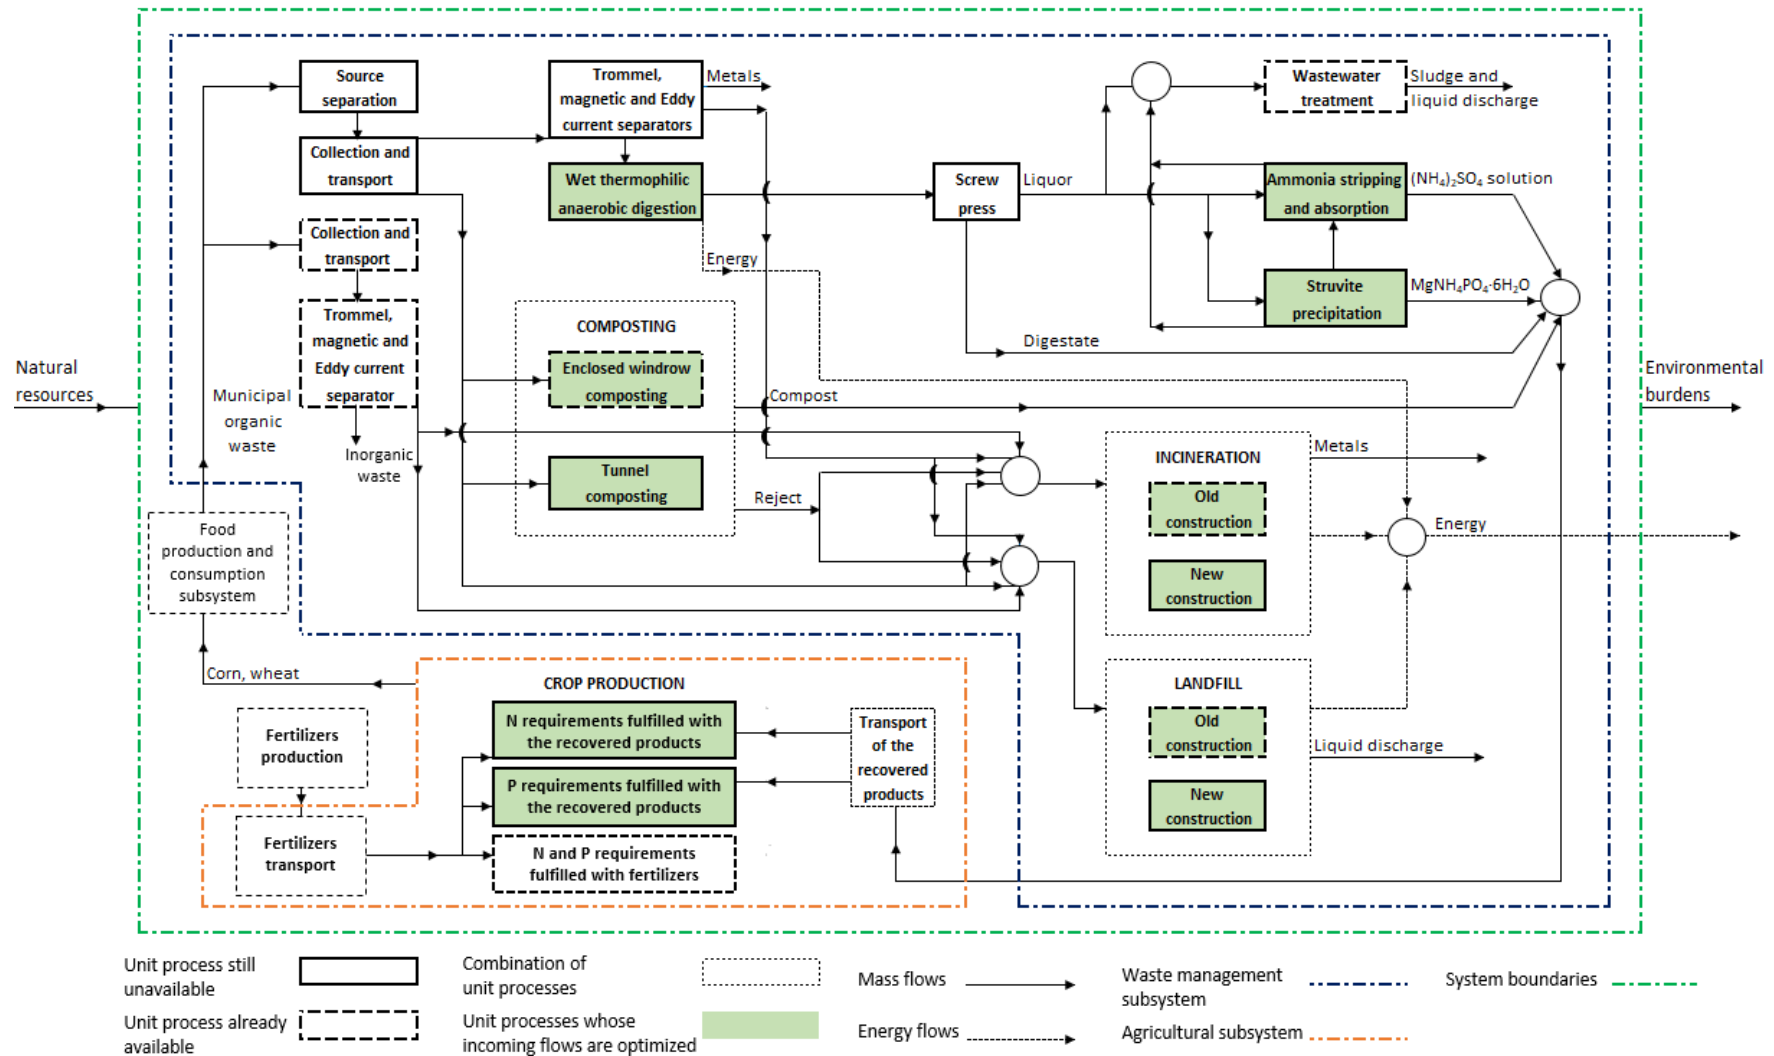 Source
separation
Collection and
transport
Collection and
transport
Trommel,
magnetic and
Eddy current
separator
Inorganic
waste
Municipal
organic
waste
Natural
resources
Food
production and
consumption
subsystem
Corn, wheat
Trommel,
magnetic and Eddy
current separators
Metals
Wet thermophilic
anaerobic digestion
Energy
COMPOSTING
Enclosed windrow
composting
Tunnel
composting
Compost
Reject
Screw
press
Liquor
Digestate
Wastewater
treatment
Sludge and
liquid discharge
Ammonia stripping
and absorption
(NH₄)₂SO₄ solution
Struvite
precipitation
MgNH₄PO₄·6H₂O
INCINERATION
Old
construction
New
construction
Metals
Energy
LANDFILL
Old
construction
New
construction
Liquid discharge
Environmental
burdens
CROP PRODUCTION
N requirements fulfilled with
the recovered products
P requirements fulfilled with
the recovered products
N and P requirements
fulfilled with fertilizers
Transport
of the
recovered
products
Fertilizers
production
Fertilizers
transport
Unit process still
unavailable
Unit process already
available
Combination of
unit processes
Unit processes whose
incoming flows are optimized
Mass flows
Energy flows
Waste management
subsystem
Agricultural subsystem
System boundaries